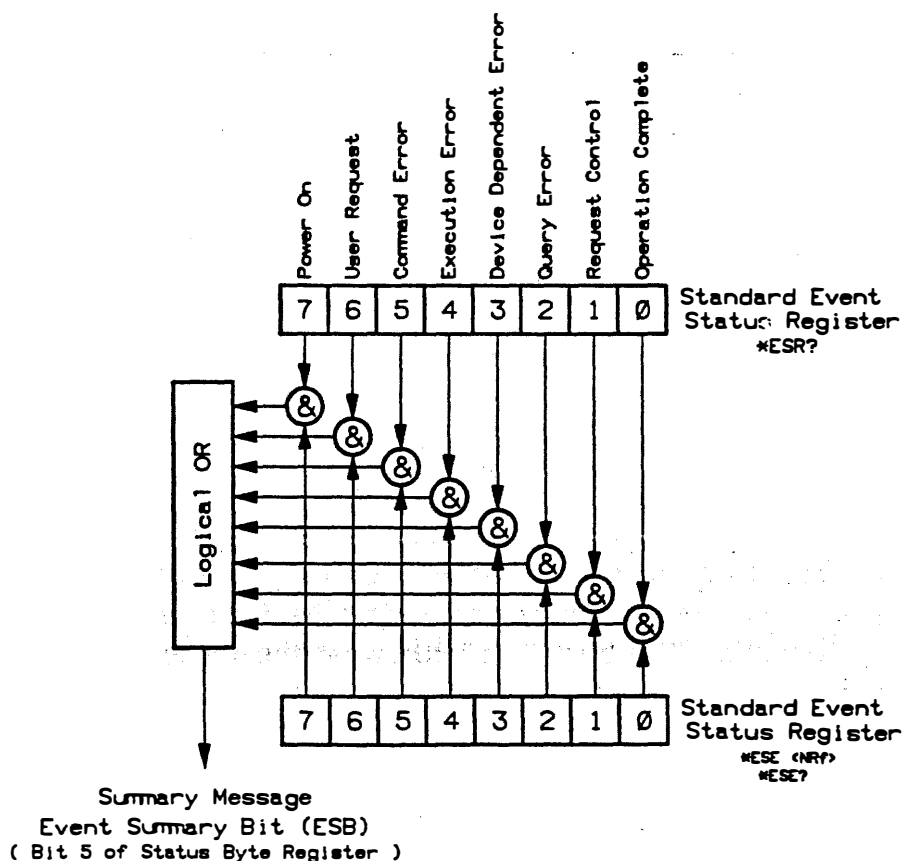 Power On
User Request
Command Error
Execution Error
Device Dependent Error
Query Error
Request Control
Operation Complete
7 6 5 4 3 2 1 0
Standard Event
Status Register
*ESR?
&
&
&
&
&
&
&
&
Logical OR
7 6 5 4 3 2 1 0
Standard Event
Status Register
*ESE <NRf>
*ESE?
Summary Message
Event Summary Bit (ESB)
( Bit 5 of Status Byte Register )